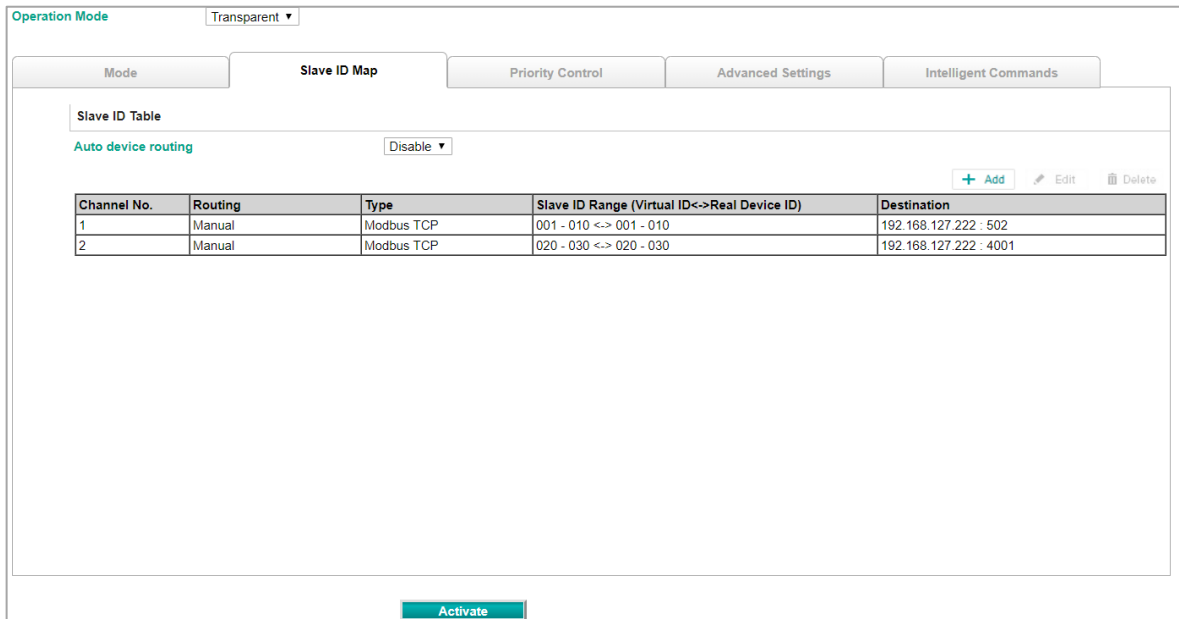 Operation Mode Transparent
Mode Slave ID Map Priority Control Advanced Settings Intelligent Commands
Slave ID Table
Auto device routing Disable
+ Add Edit Delete
Channel No. Routing Type Slave ID Range (Virtual ID<->Real Device ID) Destination
1 Manual Modbus TCP 001 - 010 <-> 001 - 010 192.168.127.222 : 502
2 Manual Modbus TCP 020 - 030 <-> 020 - 030 192.168.127.222 : 4001
Activate